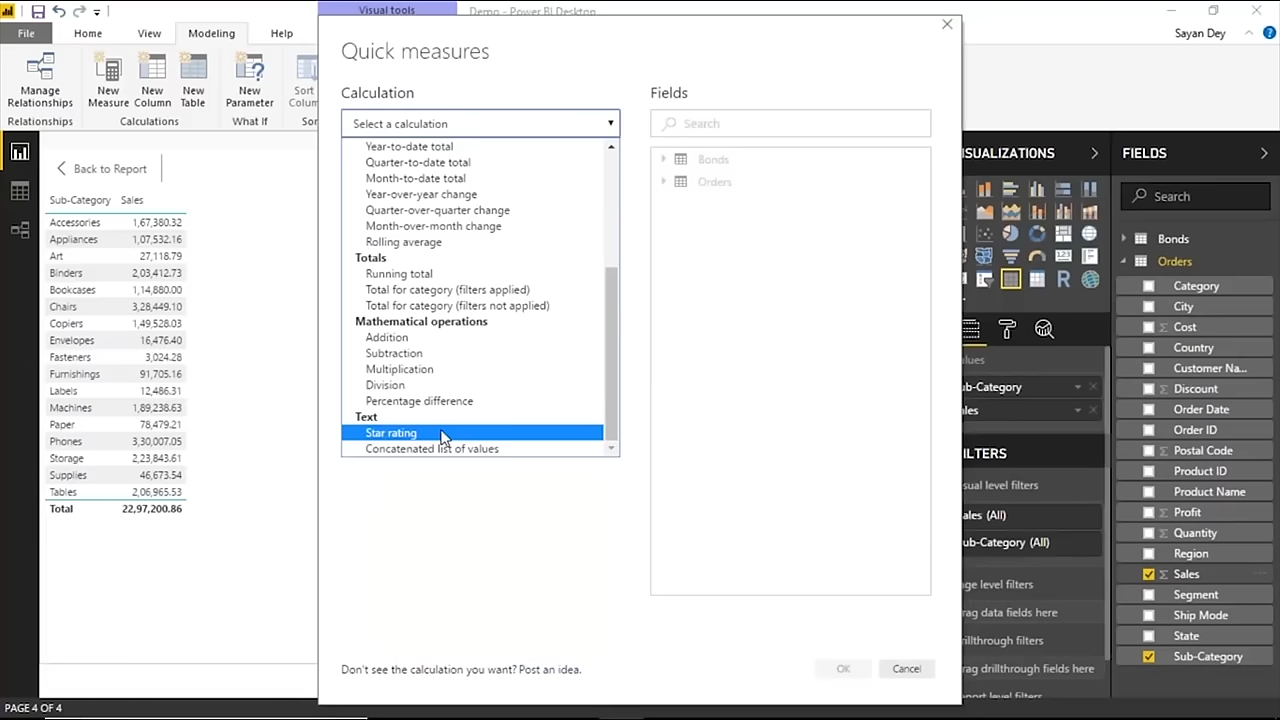 Visual tools
Demo - Power BI Desktop
File
Home
View
Modeling
Help
Sayan Dey
Manage
Relationships
New
Measure
New
Column
New
Table
New
Parameter
Sort
Colum
Relationships
Calculations
What If
Sor
Back to Report
Sub-Category Sales
Accessories 1,67,380.32
Appliances 1,07,532.16
Art 27,118.79
Binders 2,03,412.73
Bookcases 1,14,880.00
Chairs 3,28,449.10
Copiers 1,49,528.03
Envelopes 16,476.40
Fasteners 3,024.28
Furnishings 91,705.16
Labels 12,486.31
Machines 1,89,238.63
Paper 78,479.21
Phones 3,30,007.05
Storage 2,23,843.61
Supplies 46,673.54
Tables 2,06,965.53
Total 22,97,200.86
PAGE 4 OF 4
Quick measures
Calculation
Select a calculation
Year-to-date total
Quarter-to-date total
Month-to-date total
Year-over-year change
Quarter-over-quarter change
Month-over-month change
Rolling average
Totals
Running total
Total for category (filters applied)
Total for category (filters not applied)
Mathematical operations
Addition
Subtraction
Multiplication
Division
Percentage difference
Text
Star rating
Concatenated list of values
Fields
Search
Bonds
Orders
Don't see the calculation you want? Post an idea.
OK
Cancel
ISUALIZATIONS
R
alues
ub-Category
ales
ILTERS
isual level filters
ales (All)
ub-Category (All)
age level filters
rag data fields here
rillthrough filters
rag drillthrough fields here
eport level filters
FIELDS
Search
Bonds
Orders
Category
City
Cost
Country
Customer Na...
Discount
Order Date
Order ID
Postal Code
Product ID
Product Name
Profit
Quantity
Region
Sales
Segment
Ship Mode
State
Sub-Category